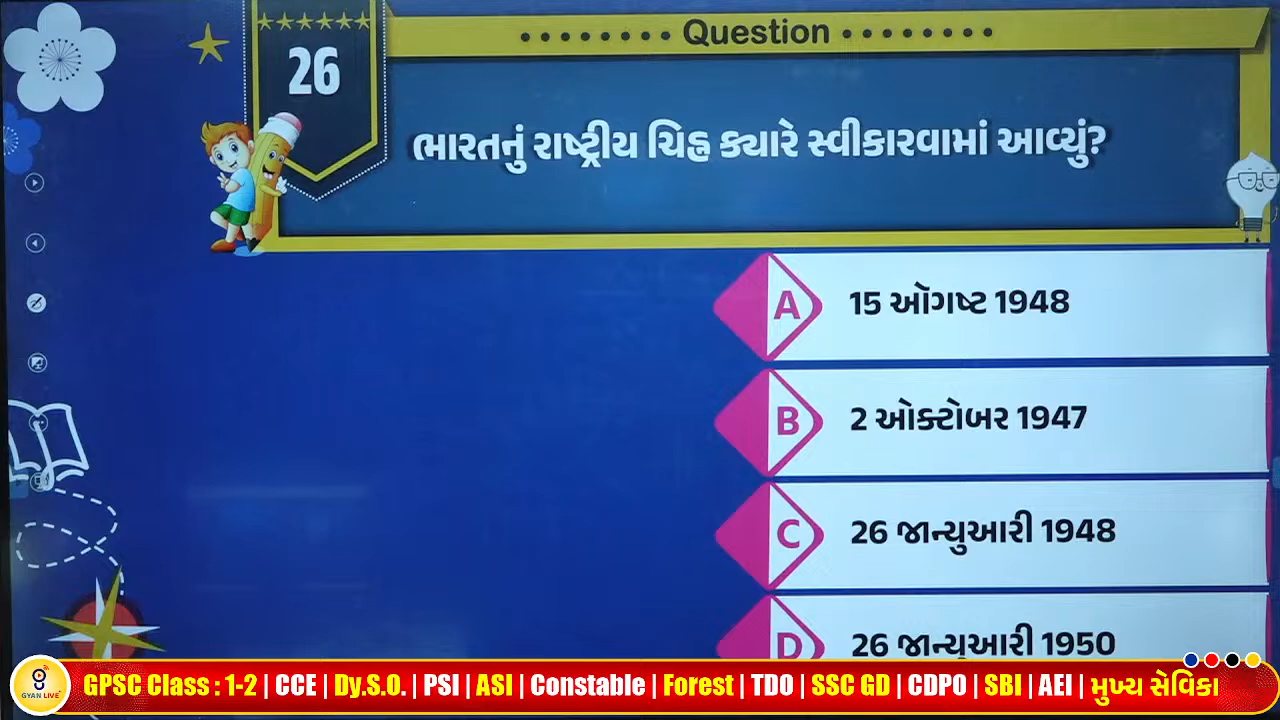 26
Question
ભારતનું રાષ્ટ્રીય ચિહ્ન ક્યારે સ્વીકારવામાં આવ્યું?
A 15 ઑગષ્ટ 1948
B 2 ઓક્ટોબર 1947
C 26 જાન્યુઆરી 1948
D 26 જાન્યુઆરી 1950
GYAN LIVE
GPSC Class : 1-2 | CCE | Dy.S.O. | PSI | ASI | Constable | Forest | TDO | SSC GD | CDPO | SBI | AEI | મુખ્ય સેવિકા